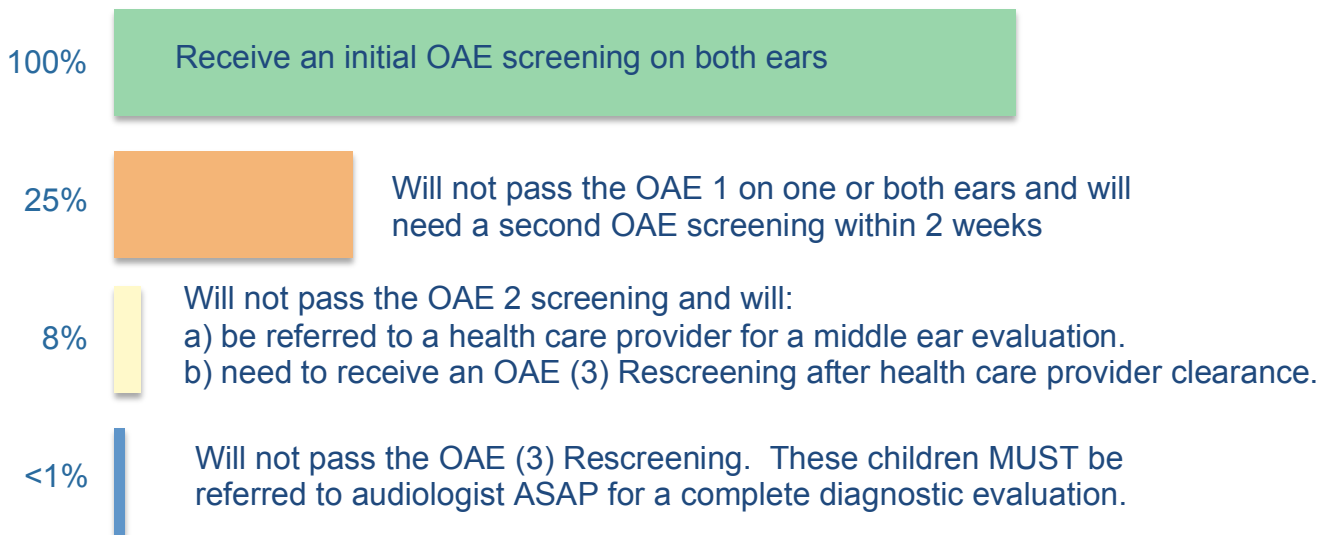 100%
Receive an initial OAE screening on both ears
25%
Will not pass the OAE 1 on one or both ears and will
need a second OAE screening within 2 weeks
8%
Will not pass the OAE 2 screening and will:
a) be referred to a health care provider for a middle ear evaluation.
b) need to receive an OAE (3) Rescreening after health care provider clearance.
<1%
Will not pass the OAE (3) Rescreening.  These children MUST be
referred to audiologist ASAP for a complete diagnostic evaluation.